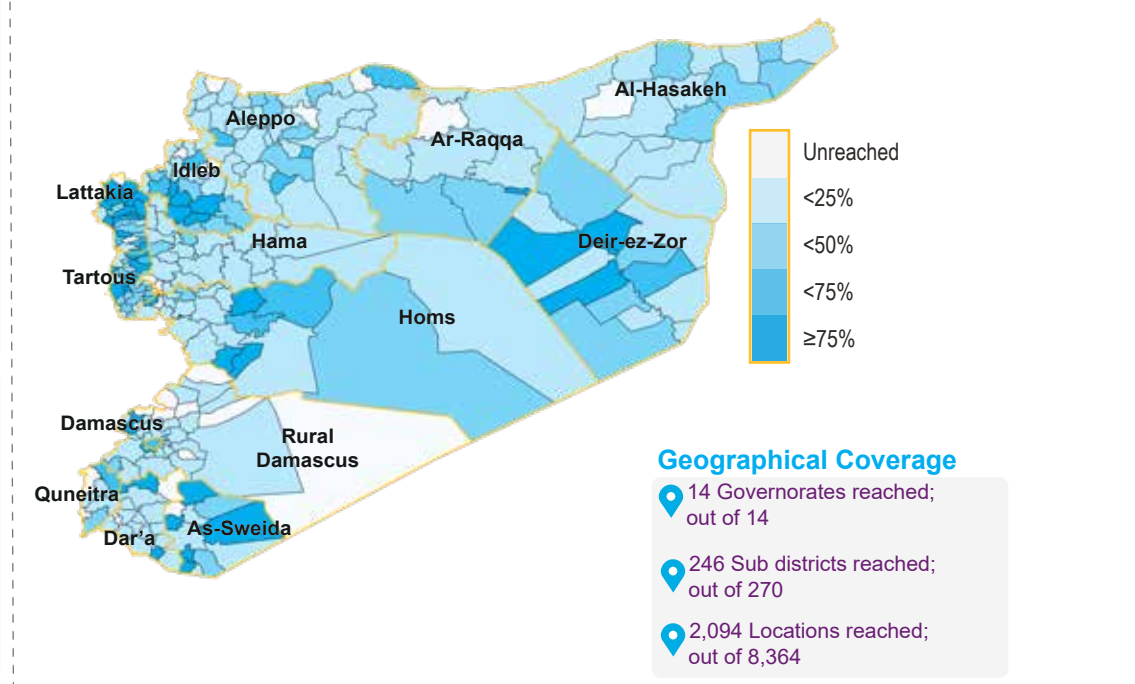 Al-Hasakeh
Aleppo
Ar-Raqqa
Idleb
Lattakia
Hama
Deir-ez-Zor
Tartous
Homs
Damascus
Rural
Damascus
Quneitra
As-Sweida
Dar'a
Unreached
<25%
<50%
<75%
≥75%
Geographical Coverage
14 Governorates reached;
out of 14
246 Sub districts reached;
out of 270
2,094 Locations reached;
out of 8,364